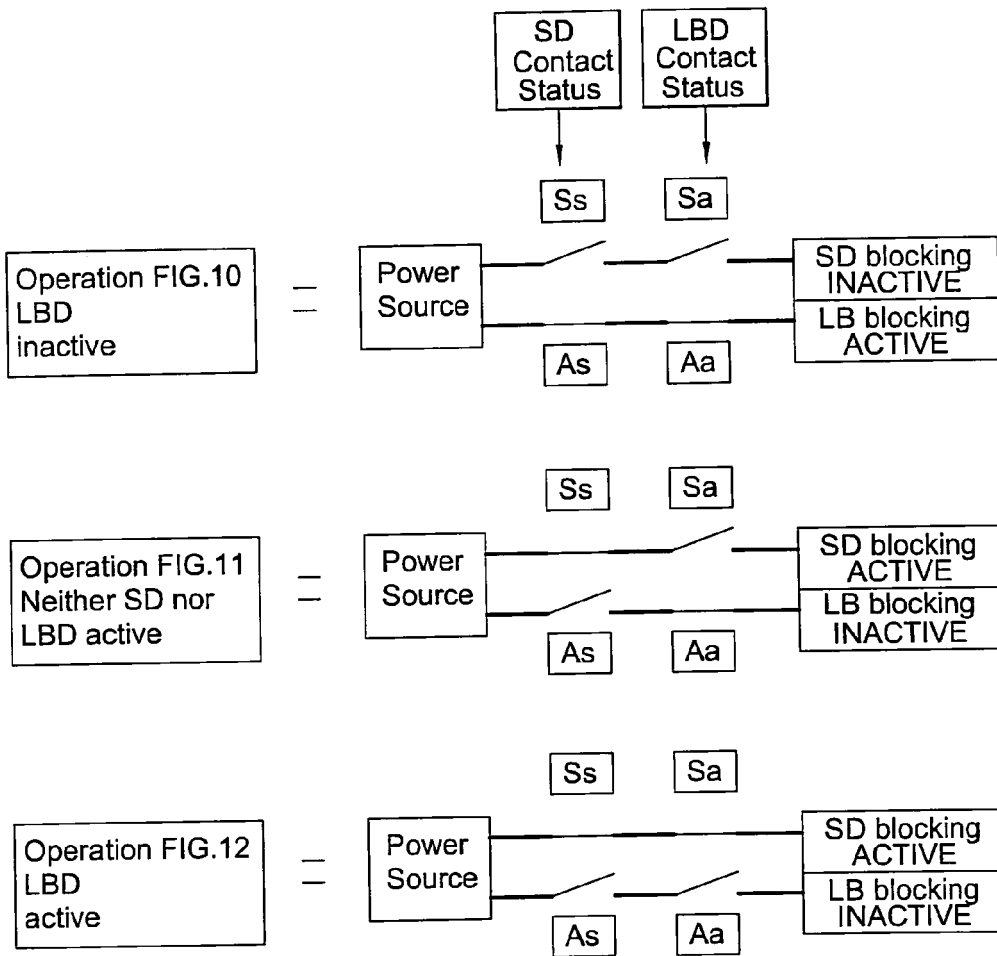 SD
Contact
Status
LBD
Contact
Status
Ss
Sa
Operation FIG.10
LBD
inactive
Power
Source
SD blocking
INACTIVE
LB blocking
ACTIVE
As
Aa
Ss
Sa
Operation FIG.11
Neither SD nor
LBD active
Power
Source
SD blocking
ACTIVE
LB blocking
INACTIVE
As
Aa
Ss
Sa
Operation FIG.12
LBD
active
Power
Source
SD blocking
ACTIVE
LB blocking
INACTIVE
As
Aa